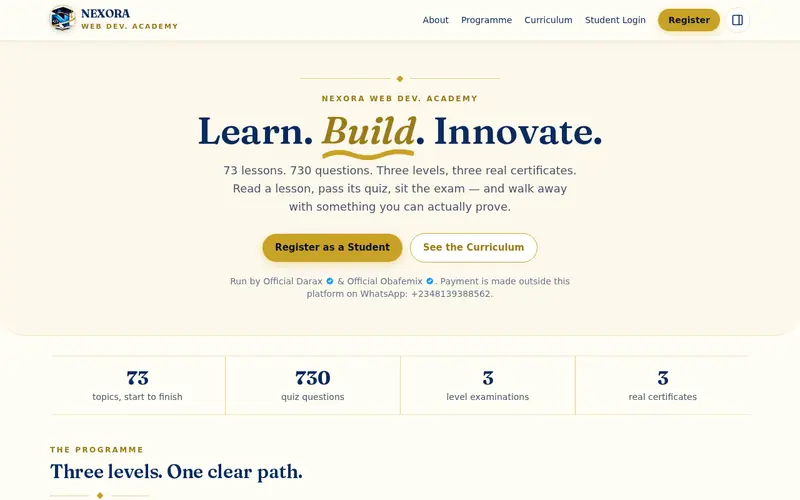 NEXORA
WEB DEV. ACADEMY
About Programme Curriculum Student Login Register
NEXORA WEB DEV. ACADEMY
Learn. Build. Innovate.
73 lessons. 730 questions. Three levels, three real certificates.
Read a lesson, pass its quiz, sit the exam — and walk away
with something you can actually prove.
Register as a Student See the Curriculum
Run by Official Darax & Official Obafemix . Payment is made outside this
platform on WhatsApp: +2348139388562.
73 730 3 3
topics, start to finish quiz questions level examinations real certificates
THE PROGRAMME
Three levels. One clear path.